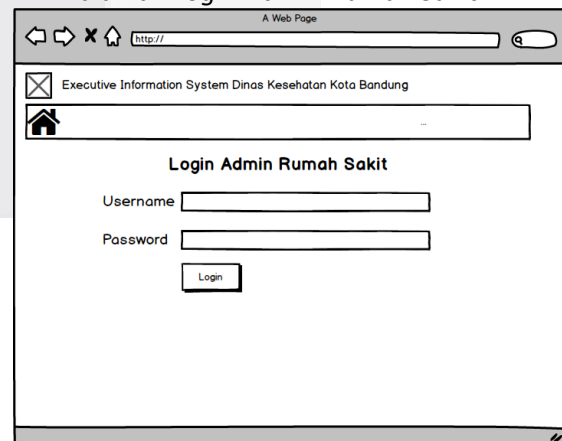 A Web Page
http://
Executive Information System Dinas Kesehatan Kota Bandung
...
Login Admin Rumah Sakit
Username
Password
Login